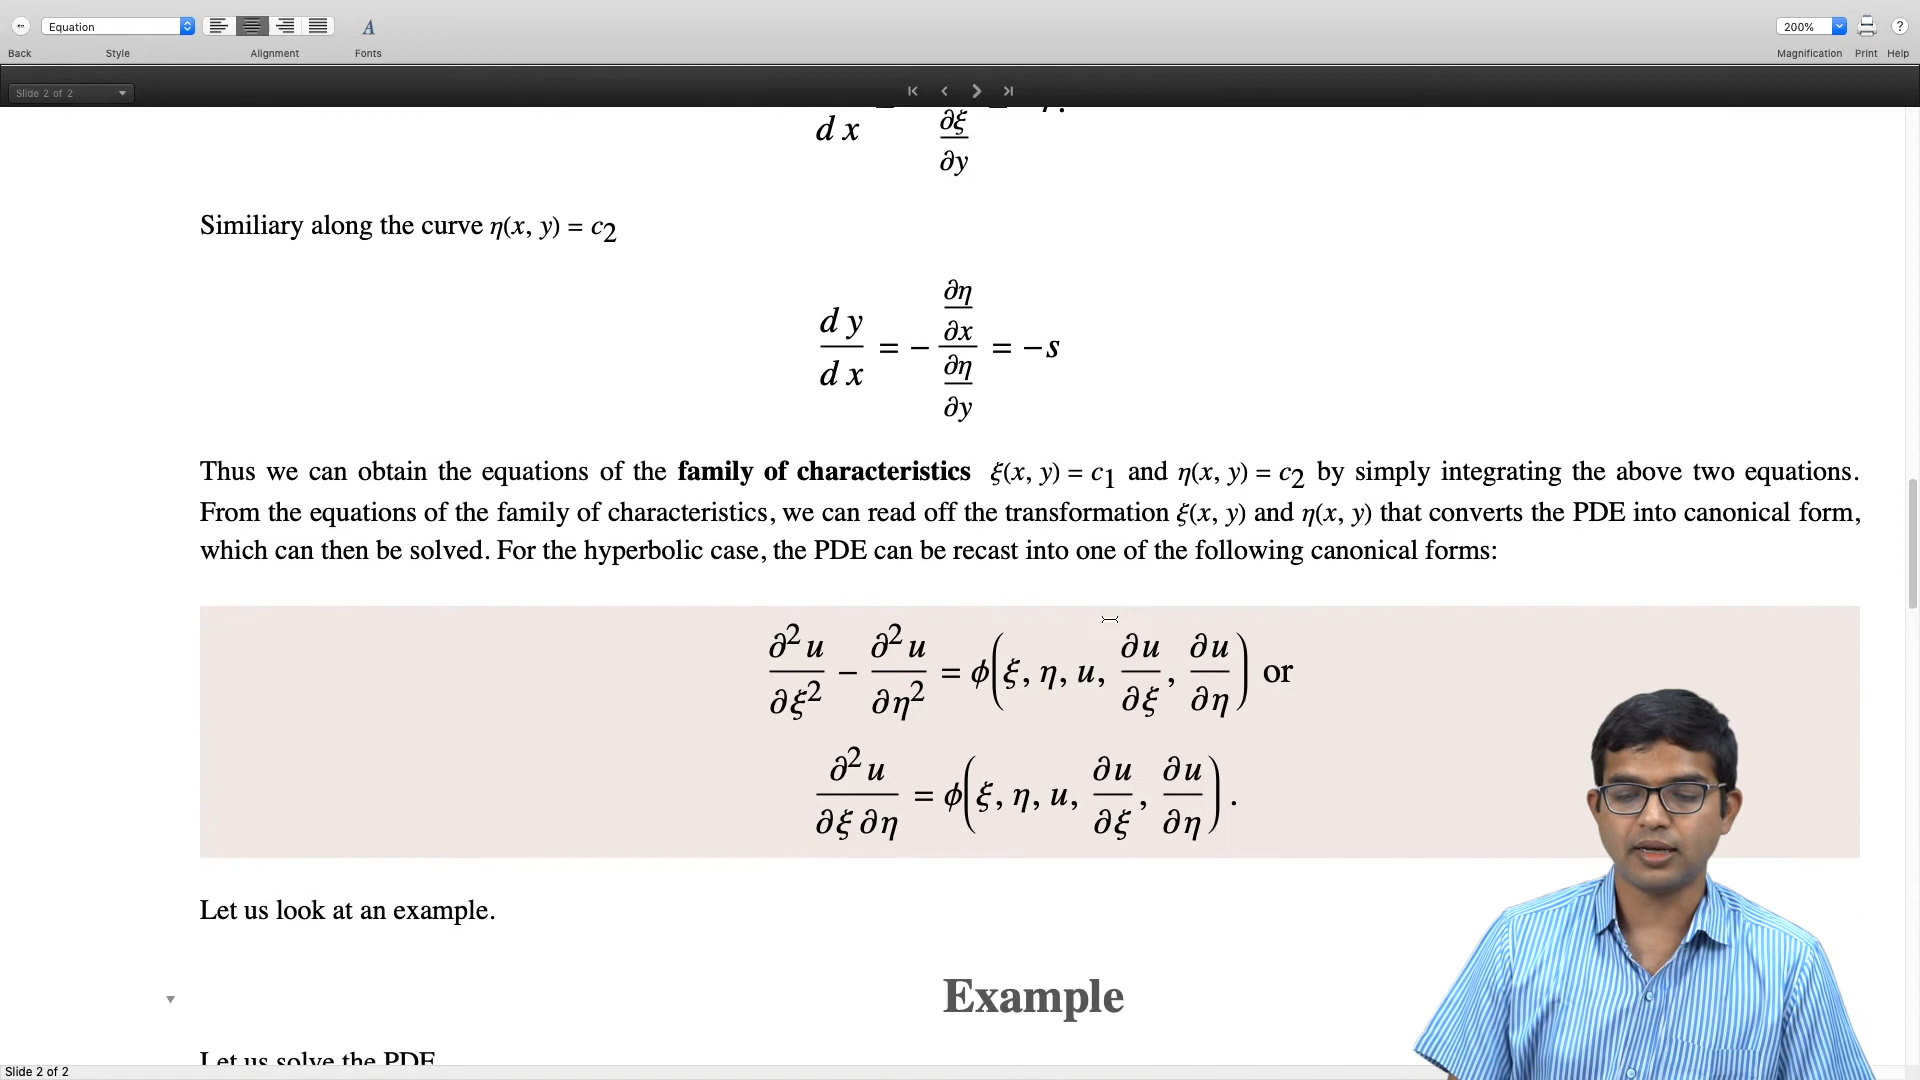 Equation
200%
Back
Style
Alignment
Fonts
Magnification
Print
Help
Slide 2 of 2
d x
∂ξ
∂y
Similiary along the curve η(x, y) = c₂
d y / d x = − (∂η/∂x) / (∂η/∂y) = −s
Thus we can obtain the equations of the family of characteristics ξ(x, y) = c₁ and η(x, y) = c₂ by simply integrating the above two equations.
From the equations of the family of characteristics, we can read off the transformation ξ(x, y) and η(x, y) that converts the PDE into canonical form,
which can then be solved. For the hyperbolic case, the PDE can be recast into one of the following canonical forms:
∂²u/∂ξ² − ∂²u/∂η² = ϕ(ξ, η, u, ∂u/∂ξ, ∂u/∂η) or
∂²u/∂ξ ∂η = ϕ(ξ, η, u, ∂u/∂ξ, ∂u/∂η).
Let us look at an example.
Example
Let us solve the PDE
Slide 2 of 2